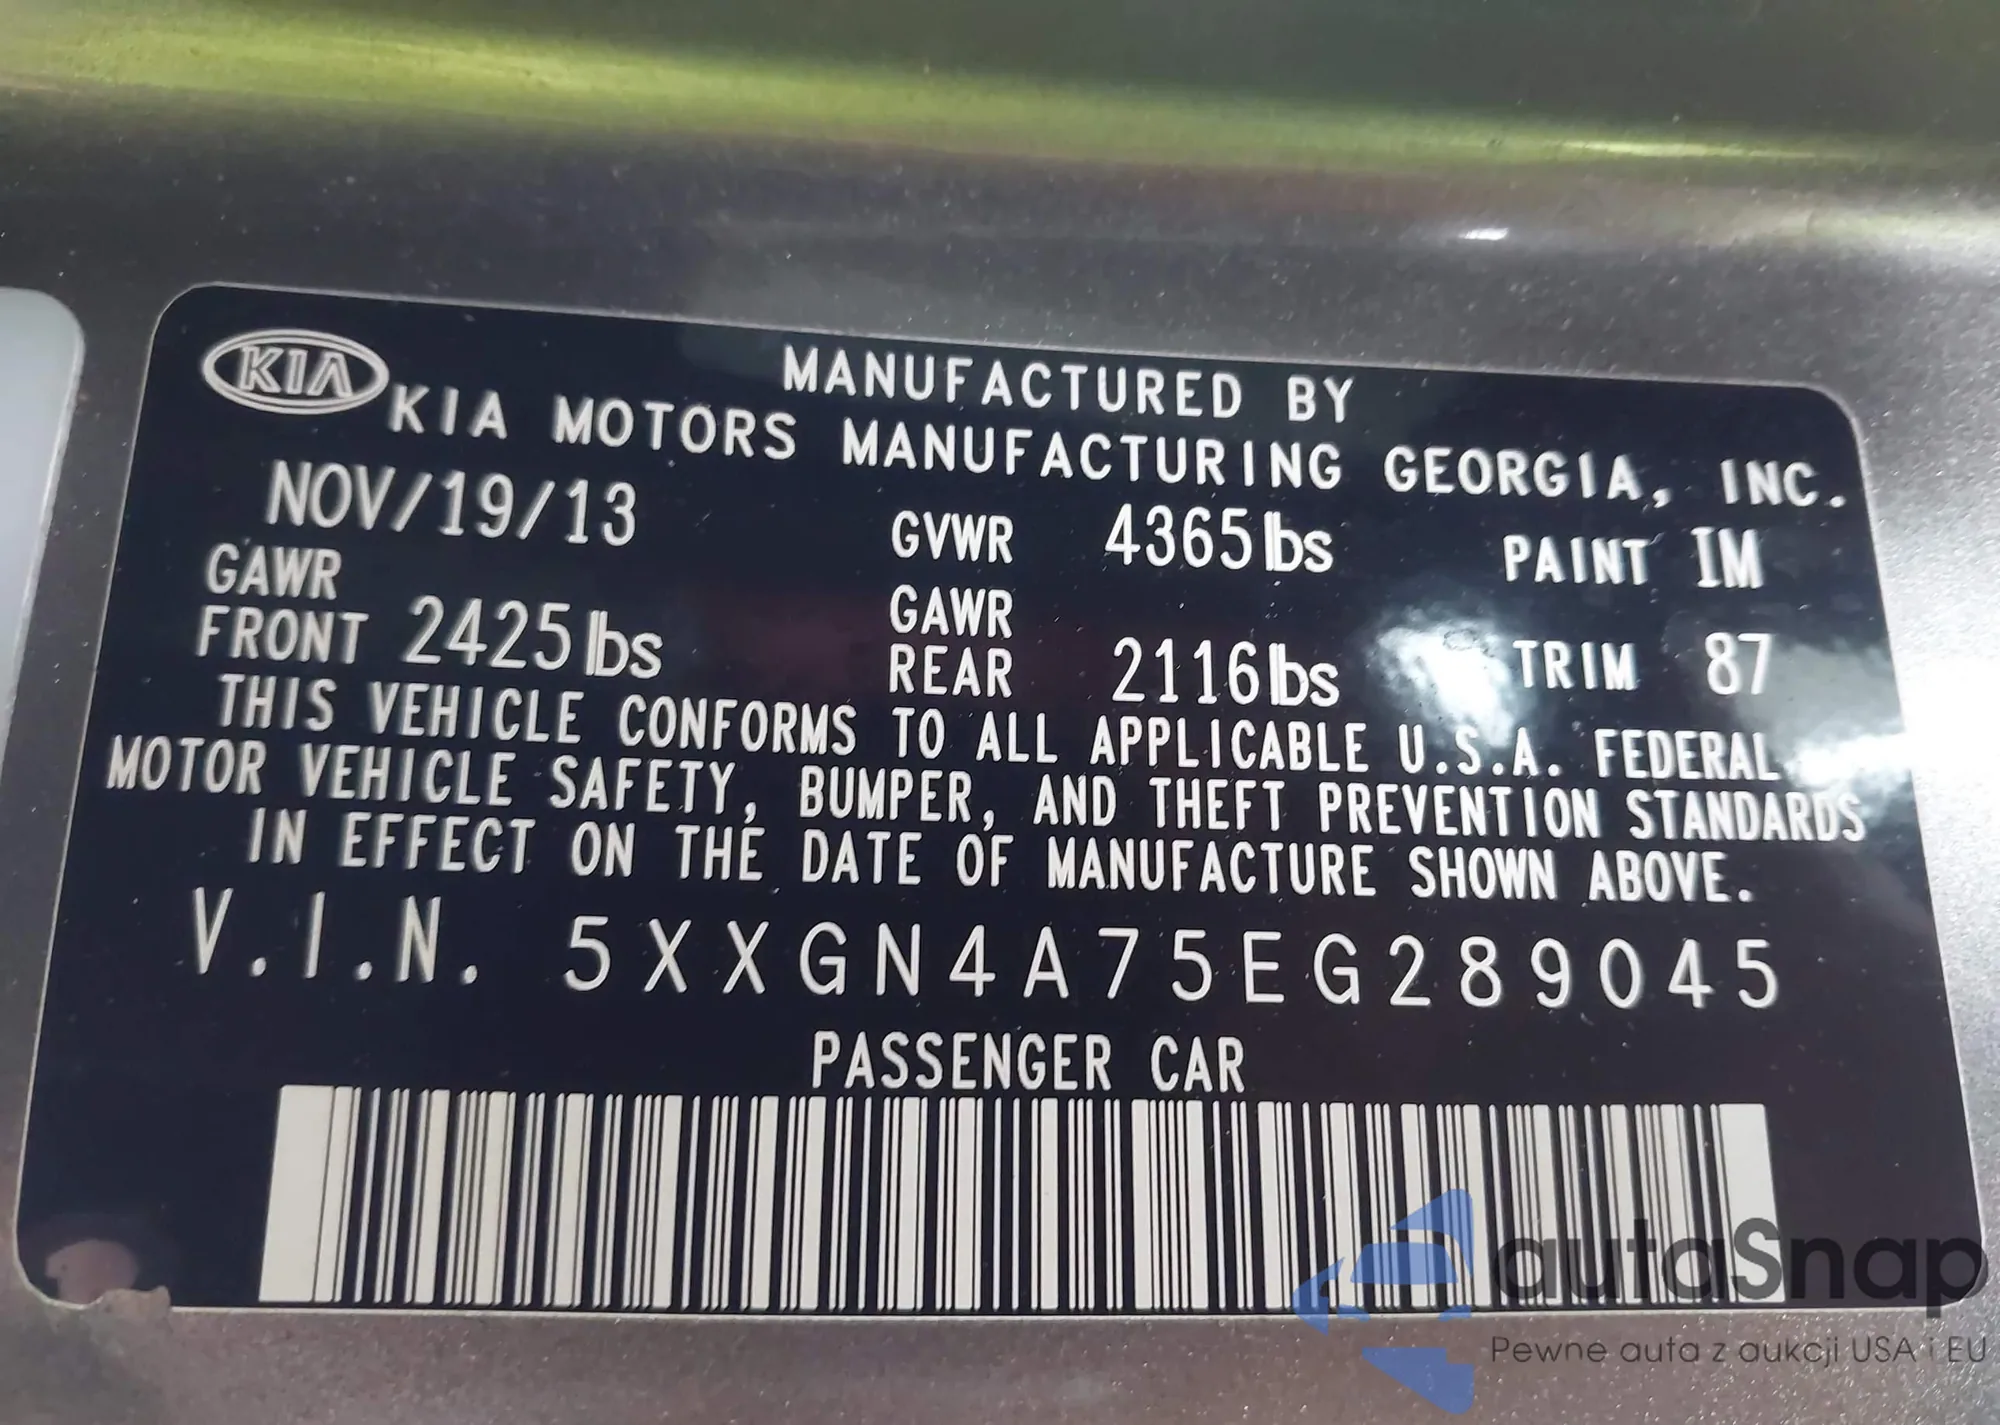 KIA
MANUFACTURED BY
KIA MOTORS MANUFACTURING GEORGIA, INC.
NOV/19/13 GVWR 4365lbs PAINT IM
GAWR FRONT 2425lbs GAWR REAR 2116lbs TRIM 87
THIS VEHICLE CONFORMS TO ALL APPLICABLE U.S.A. FEDERAL
MOTOR VEHICLE SAFETY, BUMPER, AND THEFT PREVENTION STANDARDS
IN EFFECT ON THE DATE OF MANUFACTURE SHOWN ABOVE.
V.I.N. 5XXGN4A75EG289045
PASSENGER CAR
autaSnap
Pewne auta z aukcji USA i EU